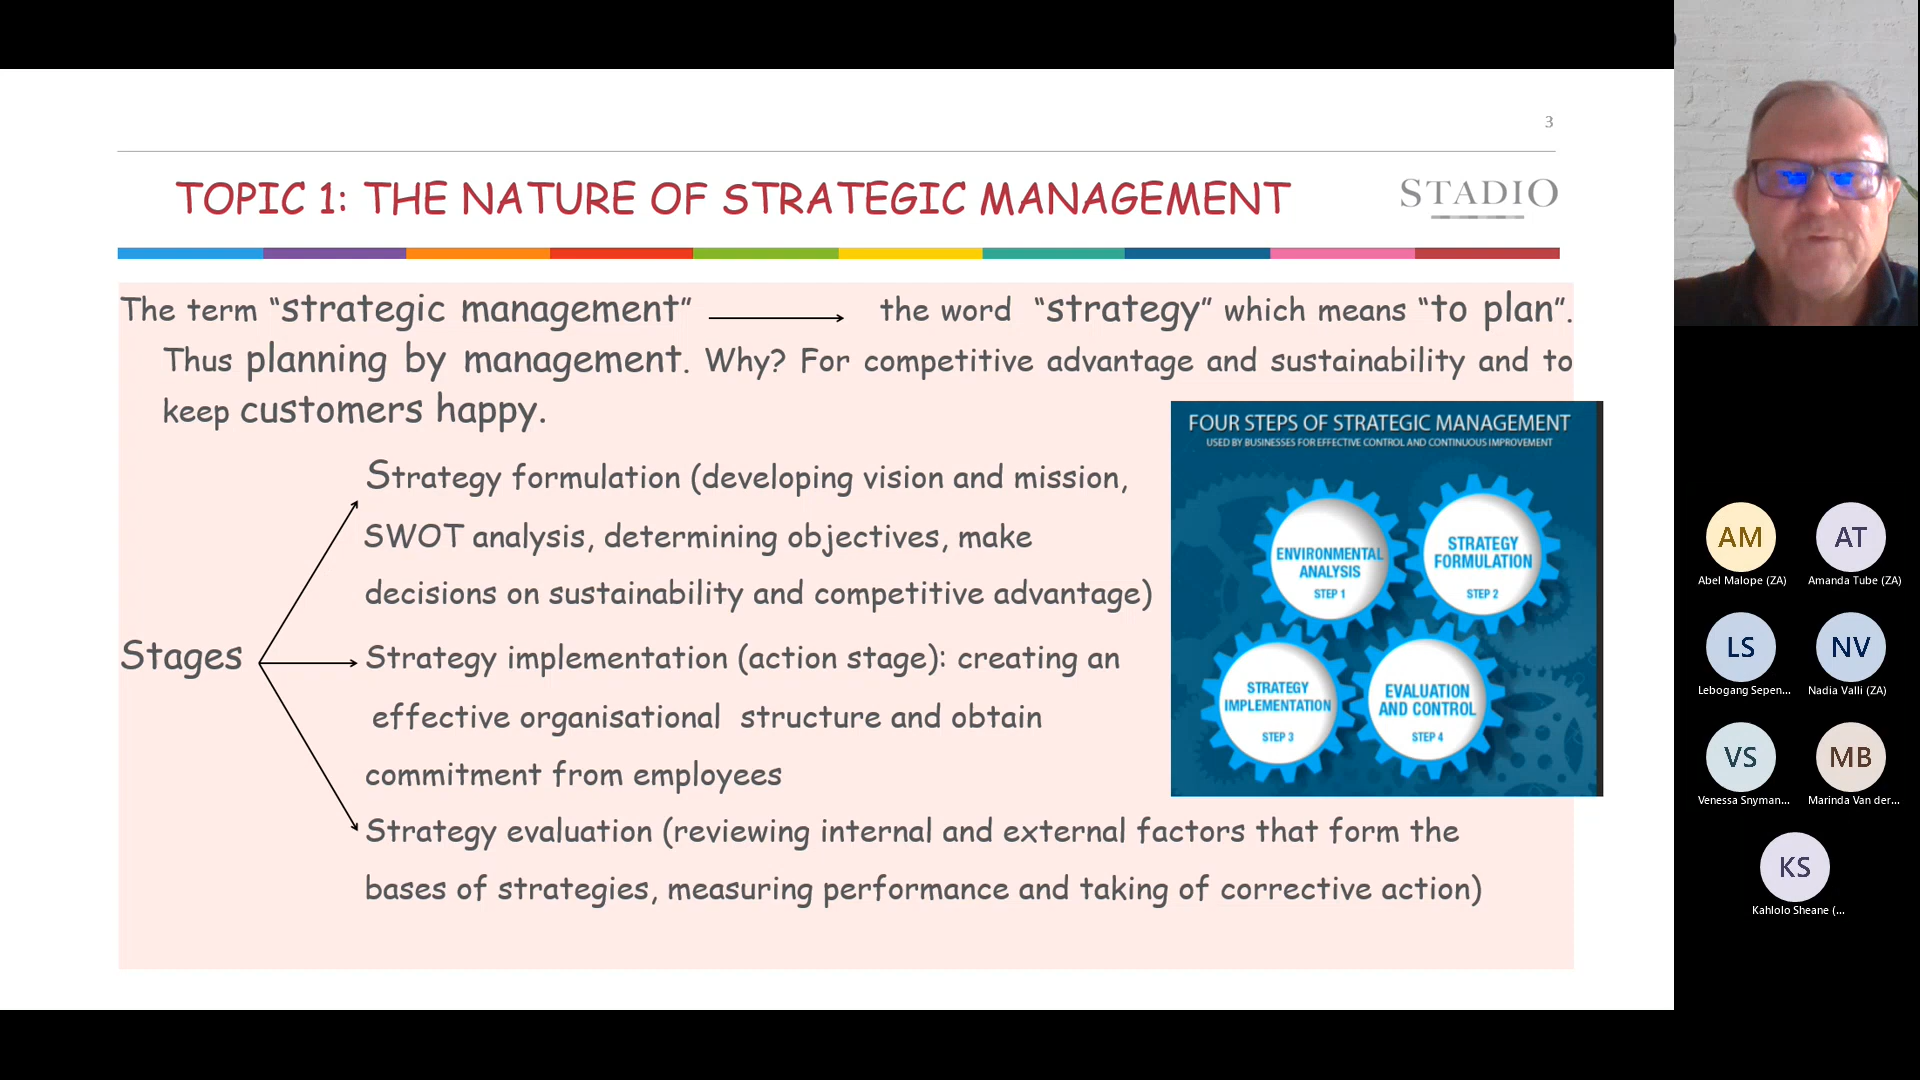 3
TOPIC 1: THE NATURE OF STRATEGIC MANAGEMENT
STADIO
The term “strategic management” the word “strategy” which means “to plan”.
Thus planning by management. Why? For competitive advantage and sustainability and to
keep customers happy.
Strategy formulation (developing vision and mission,
SWOT analysis, determining objectives, make
decisions on sustainability and competitive advantage)
Stages
Strategy implementation (action stage): creating an
effective organisational structure and obtain
commitment from employees
Strategy evaluation (reviewing internal and external factors that form the
bases of strategies, measuring performance and taking of corrective action)
FOUR STEPS OF STRATEGIC MANAGEMENT
USED BY BUSINESSES FOR EFFECTIVE CONTROL AND CONTINUOUS IMPROVEMENT
ENVIRONMENTAL
ANALYSIS
STEP 1
STRATEGY
FORMULATION
STEP 2
STRATEGY
IMPLEMENTATION
STEP 3
EVALUATION
AND CONTROL
STEP 4
AM
Abel Malope (ZA)
AT
Amanda Tube (ZA)
LS
Lebogang Sepen...
NV
Nadia Valli (ZA)
VS
Venessa Snyman...
MB
Marinda Van der...
KS
Kahlolo Sheane (...